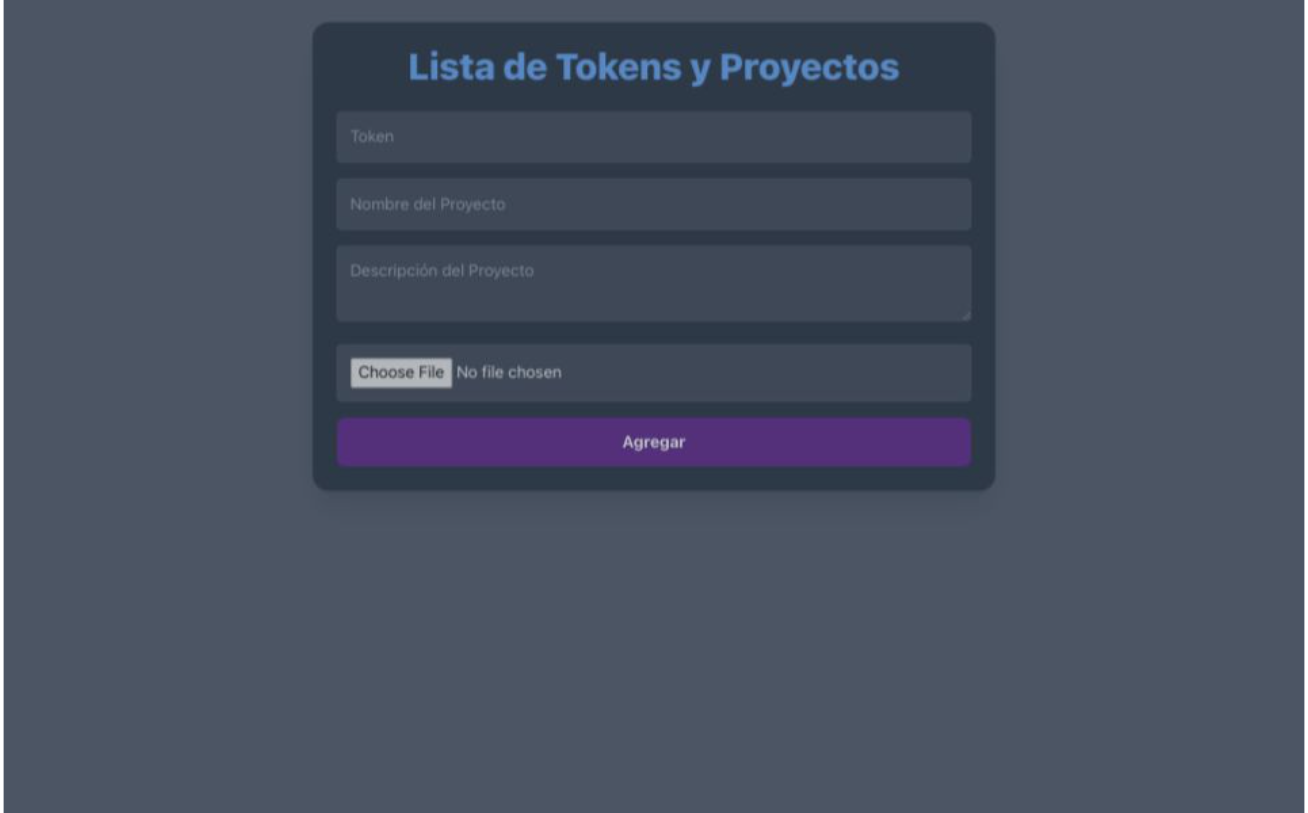 Lista de Tokens y Proyectos
Token
Nombre del Proyecto
Descripción del Proyecto
Choose File No file chosen
Agregar